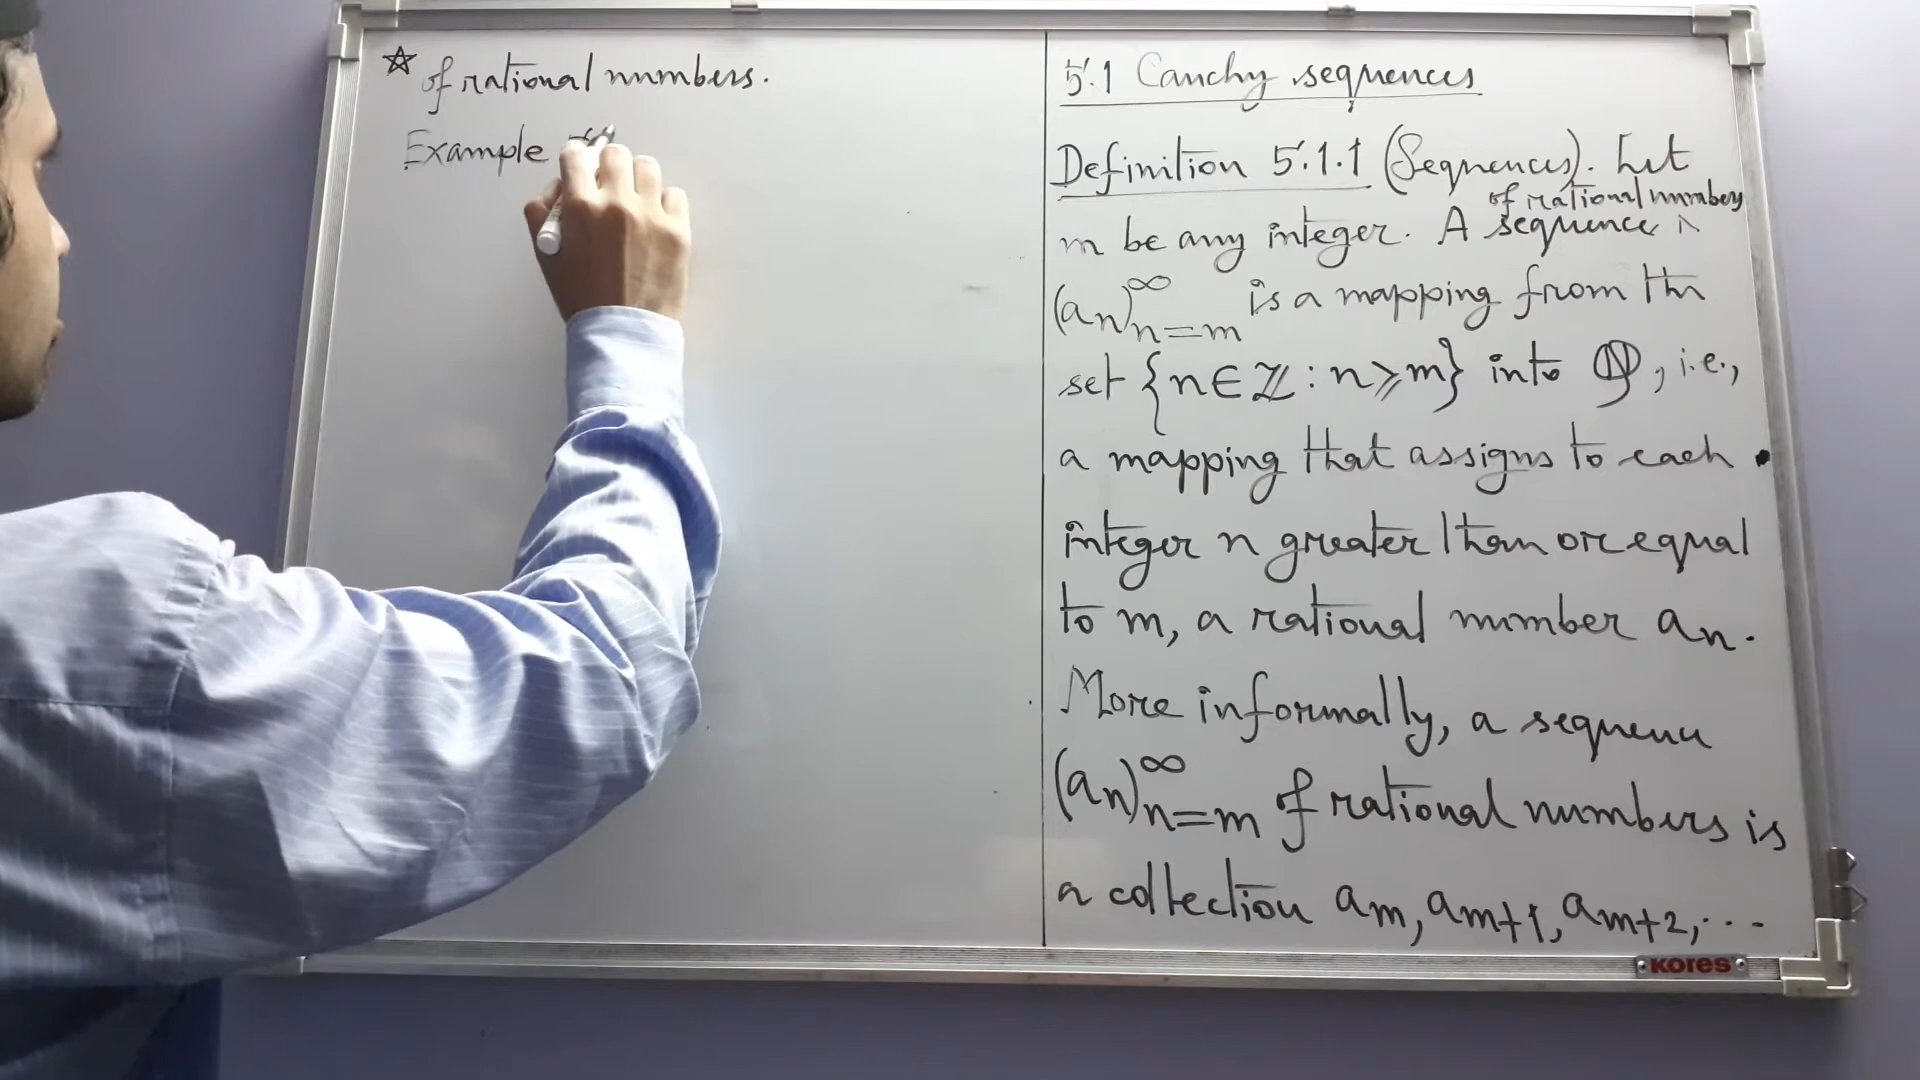 ☆ of rational numbers.
Example
5.1 Cauchy sequences
Definition 5.1.1 (Sequences). Let
of rational numbers
m be any integer. A sequence
(aₙ)^∞ₙ₌ₘ is a mapping from the
set {n∈ℤ : n⩾m} into ℚ, i.e.,
a mapping that assigns to each
integer n greater than or equal
to m, a rational number aₙ.
More informally, a sequence
(aₙ)^∞ₙ₌ₘ of rational numbers is
a collection aₘ, aₘ₊₁, aₘ₊₂, ...
KORES